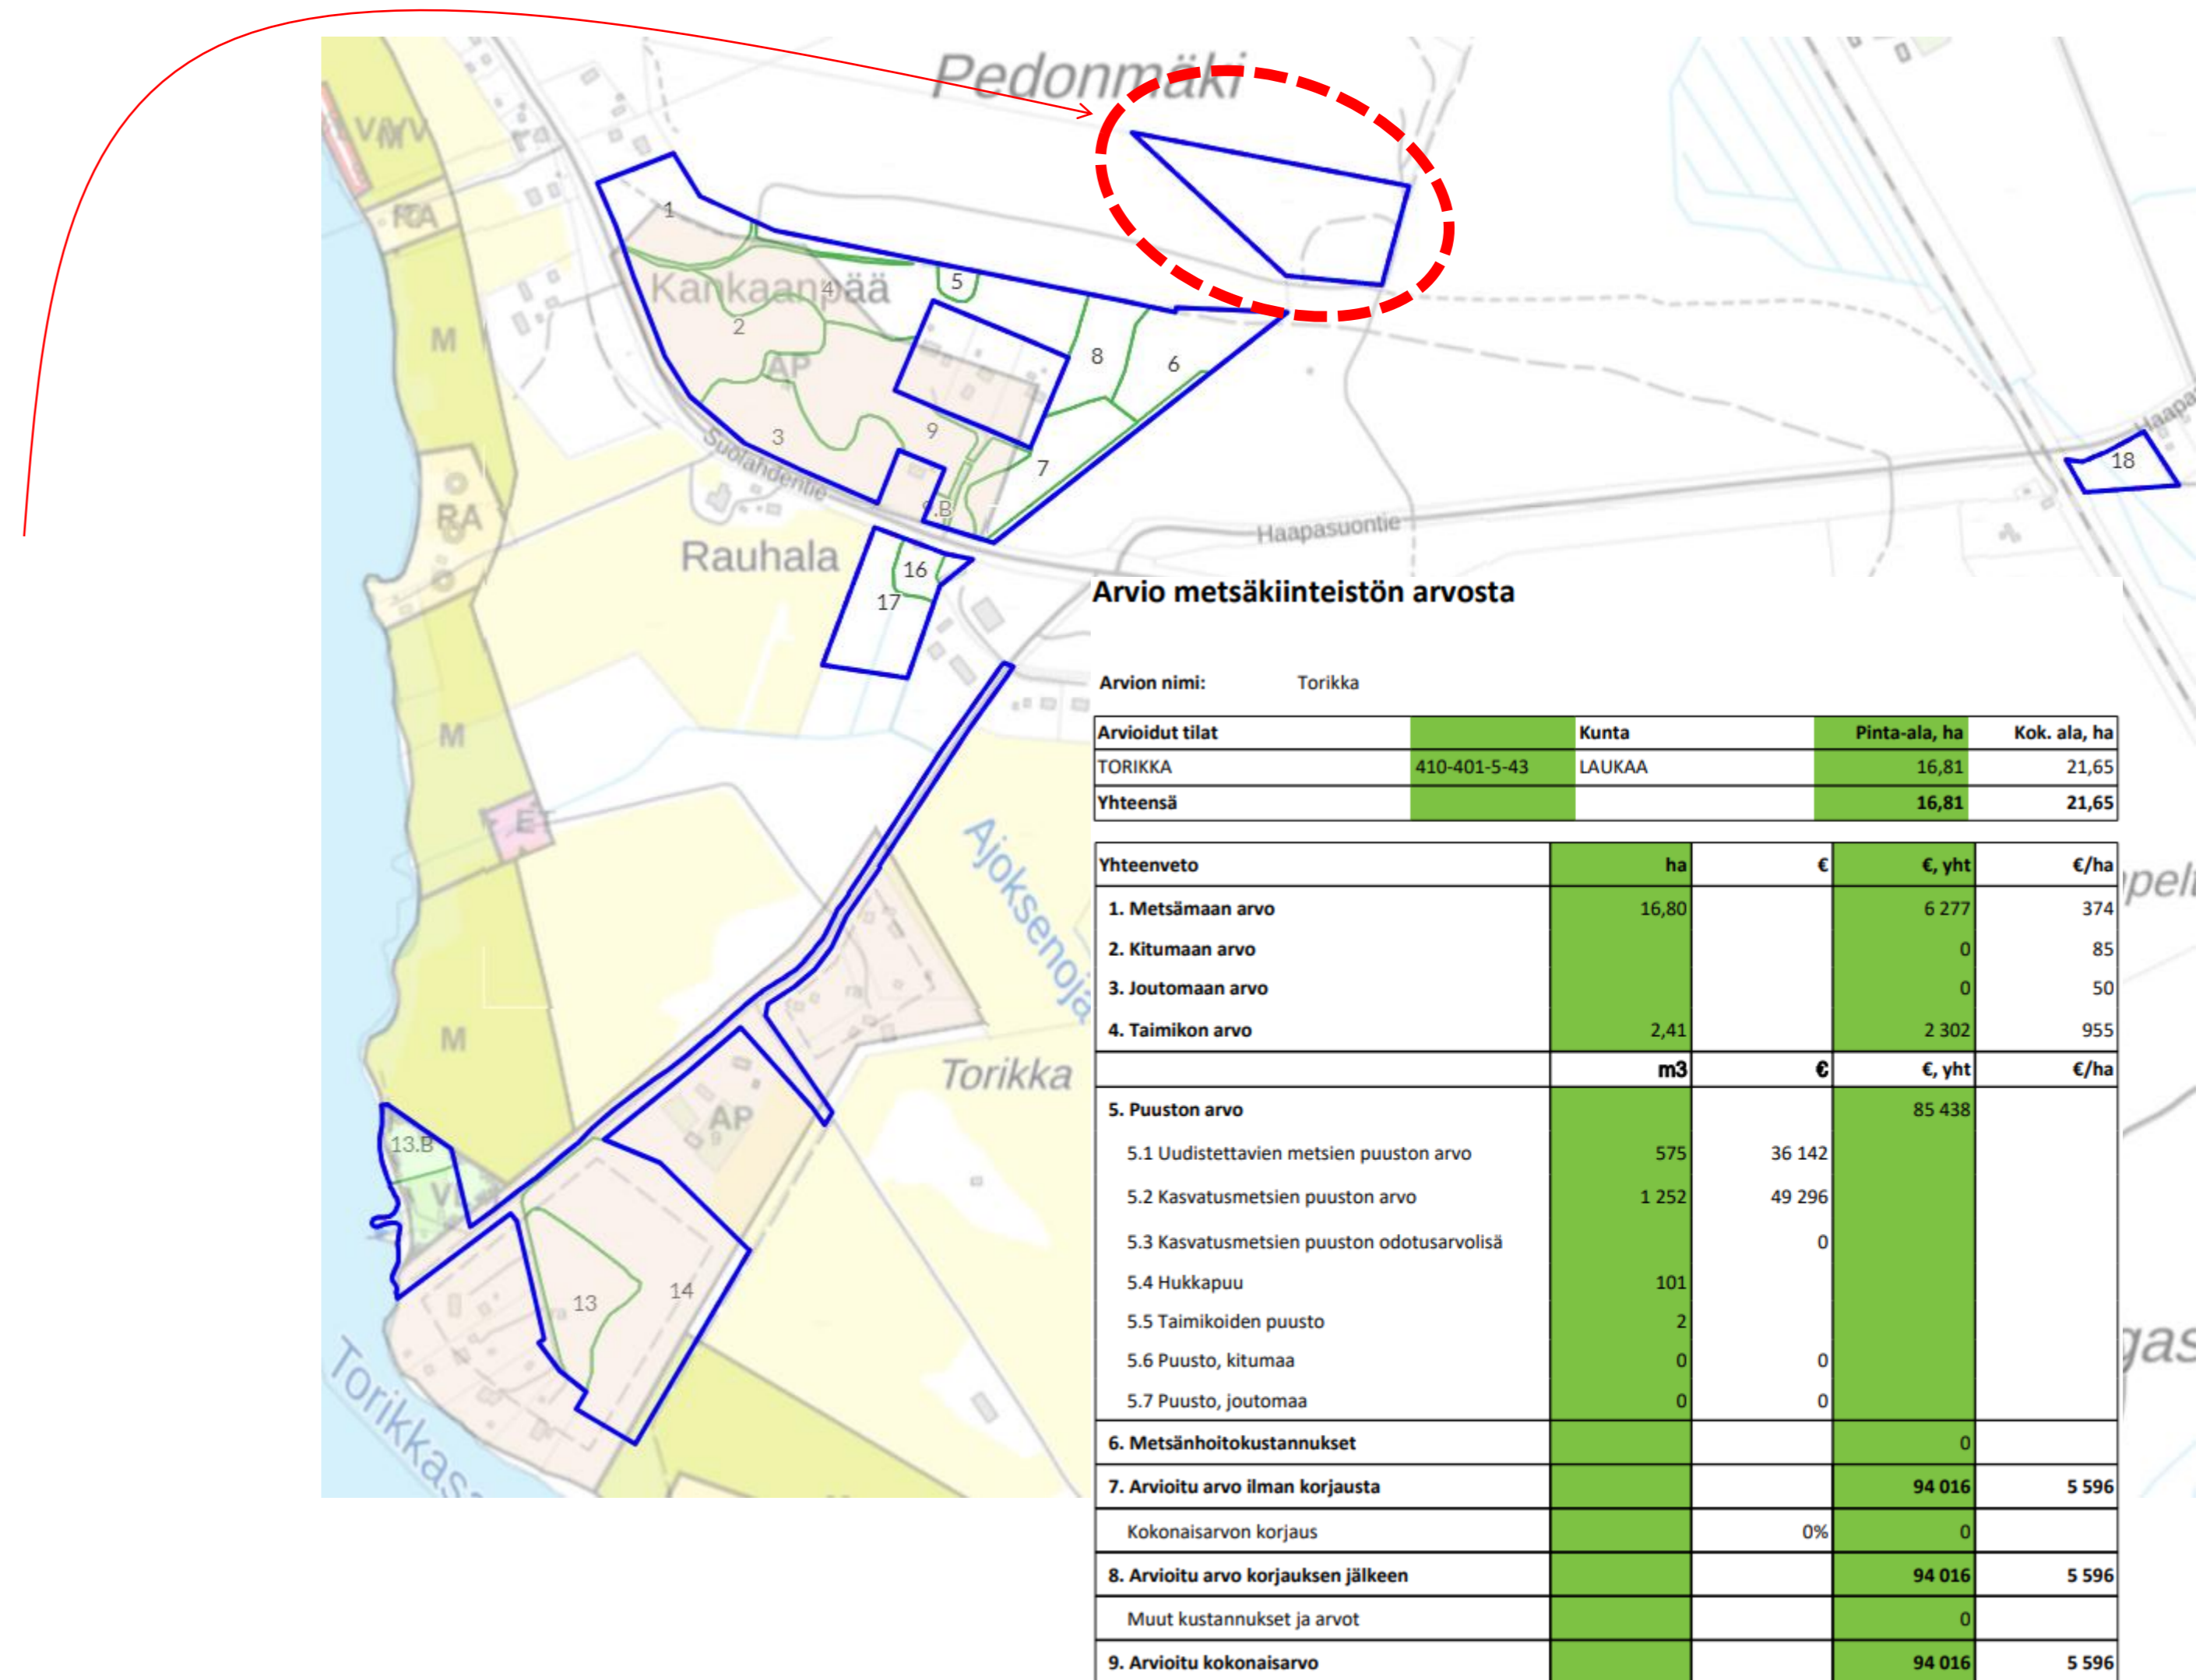 Pedonmäki
VM/VV
RA
1
Kankaanpää
5
4
M
2
8
6
AP
9
3
7
Suolahdentie
18
RA
9.B
Haapasuontie
Rauhala
16
17
M
ET
Ajoksenoja
M
Torikka
AP
13.B
VL
14
13
Arvio metsäkiinteistön arvosta
Arvion nimi: Torikka
Arvioidut tilat Kunta Pinta-ala, ha Kok. ala, ha
TORIKKA 410-401-5-43 LAUKAA 16,81 21,65
Yhteensä 16,81 21,65
Yhteenveto ha € €, yht €/ha
1. Metsämaan arvo 16,80 6 277 374
2. Kitumaan arvo 0 85
3. Joutomaan arvo 0 50
4. Taimikon arvo 2,41 2 302 955
m3 € €, yht €/ha
5. Puuston arvo 85 438
5.1 Uudistettavien metsien puuston arvo 575 36 142
5.2 Kasvatusmetsien puuston arvo 1 252 49 296
5.3 Kasvatusmetsien puuston odotusarvolisä 0
5.4 Hukkapuu 101
5.5 Taimikoiden puusto 2
5.6 Puusto, kitumaa 0 0
5.7 Puusto, joutomaa 0 0
6. Metsänhoitokustannukset 0
7. Arvioitu arvo ilman korjausta 94 016 5 596
Kokonaisarvon korjaus 0% 0
8. Arvioitu arvo korjauksen jälkeen 94 016 5 596
Muut kustannukset ja arvot 0
9. Arvioitu kokonaisarvo 94 016 5 596